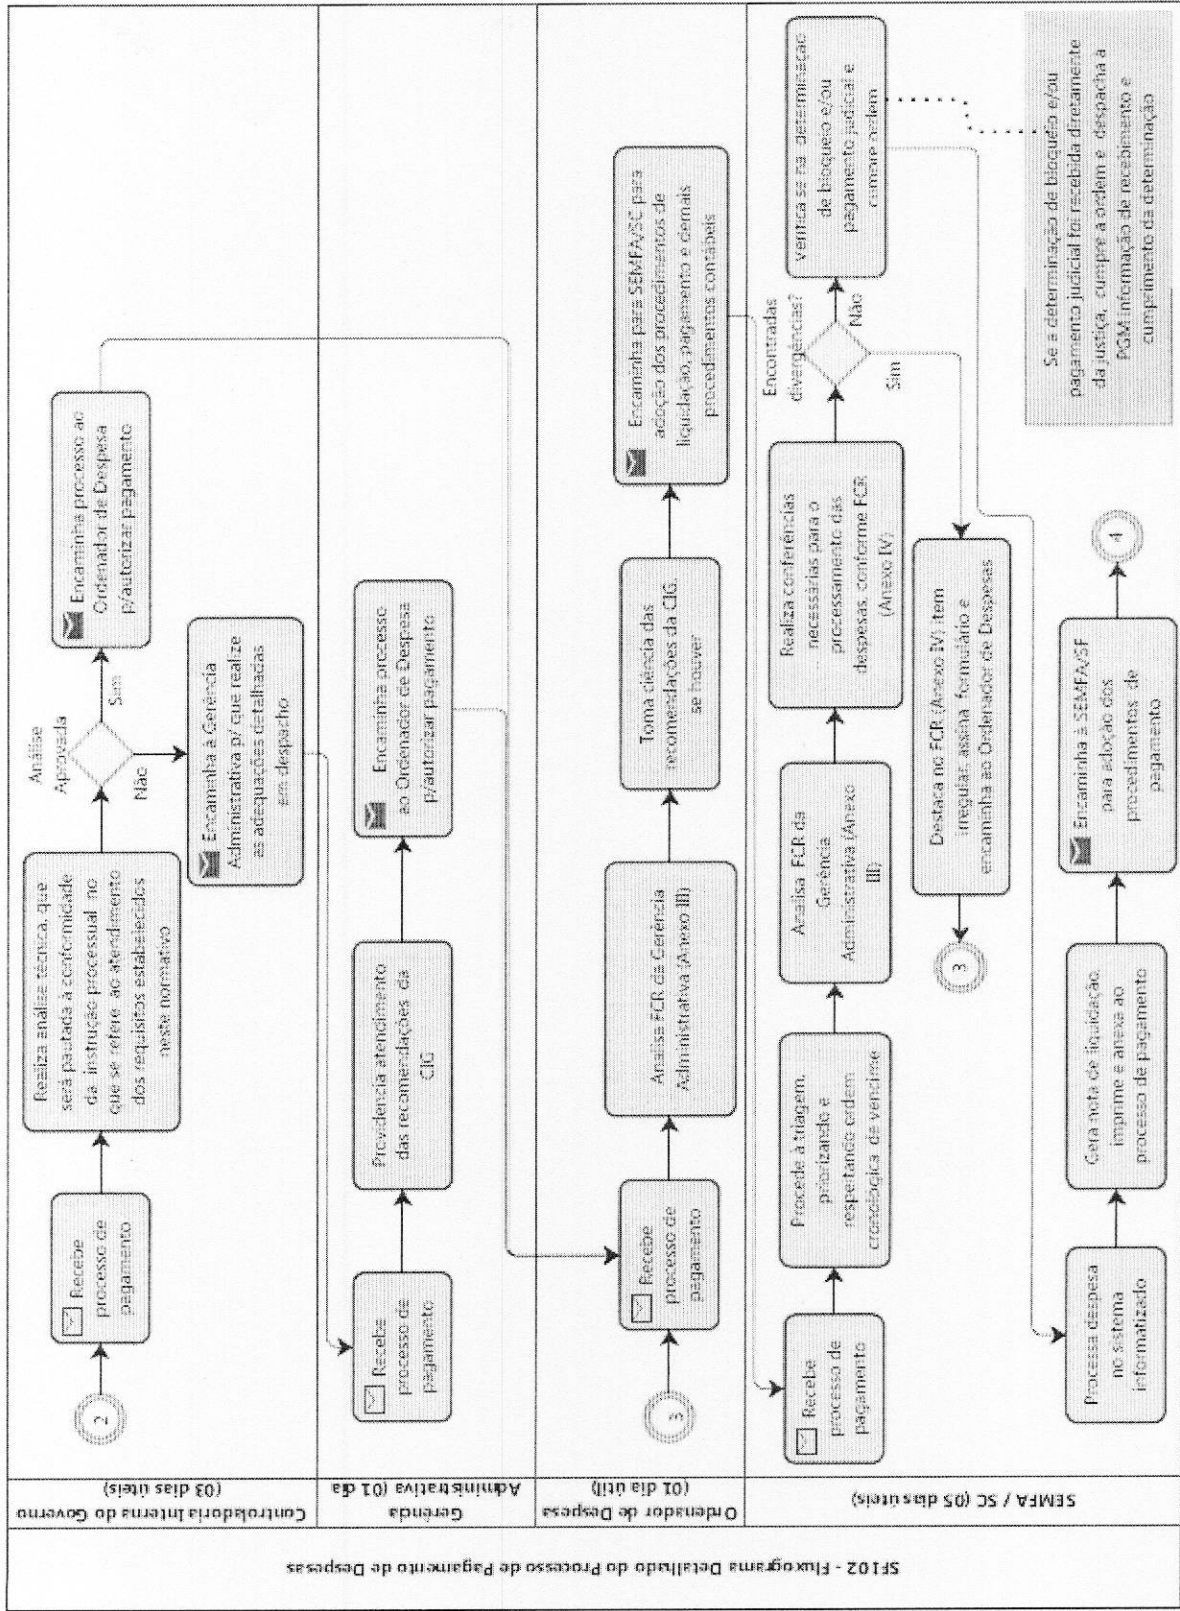 SF102 - Fluxograma Detalhado do Processo de Pagamento de Despesas
Controladoria Interna do Governo
(03 dias úteis)
2
Recebe
processo de
pagamento
Realiza análise técnica, que
será pautada à conformidade
da instrução processual no
que se refere ao atendimento
dos requisitos estabelecidos
neste normativo
Análise
Aprovada
Sim
Não
Encaminha processo ao
Ordenador de Despesa
p/autorizar pagamento
Encaminha à Gerência
Administrativa p/ que realize
as adequações detalhadas
em despacho
Gerência
Administrativa (01 dia
Recebe
processo de
pagamento
Providencia atendimento
das recomendações da
CIG
Encaminha processo
ao Ordenador de Despesa
p/autorizar pagamento
Ordenador de Despesa
(01 dia útil)
3
Recebe
processo de
pagamento
Analisa FCR da Gerência
Administrativa (Anexo III)
Toma ciência das
recomendações da CIG,
se houver
Encaminha para SEMFA/SC para
adoção dos procedimentos de
liquidação, pagamento e demais
procedimentos contábeis
SEMFA / SC (05 dias úteis)
Recebe
processo de
pagamento
Procede à triagem,
priorizando e
respeitando ordem
cronológica de vencime
Analisa FCR da
Gerência
Administrativa (Anexo
III)
Realiza conferências
necessárias para o
processamento das
despesas, conforme FCR
(Anexo IV)
Encontradas
divergências?
Não
Sim
Verifica se há determinação
de bloqueio e/ou
pagamento judicial e
cumpre ordem
Destaca no FCR (Anexo IV) item
irregular, assina formulário e
encaminha ao Ordenador de Despesas
3
Se a determinação de bloqueio e/ou
pagamento judicial foi recebida diretamente
da justiça, cumpre a ordem e despacha a
PGM informação de recebimento e
cumprimento da determinação
Processa despesa
no sistema
informatizado
Gera nota de liquidação,
imprime e anexa ao
processo de pagamento
Encaminha à SEMFA/SF
para adoção dos
procedimentos de
pagamento
4